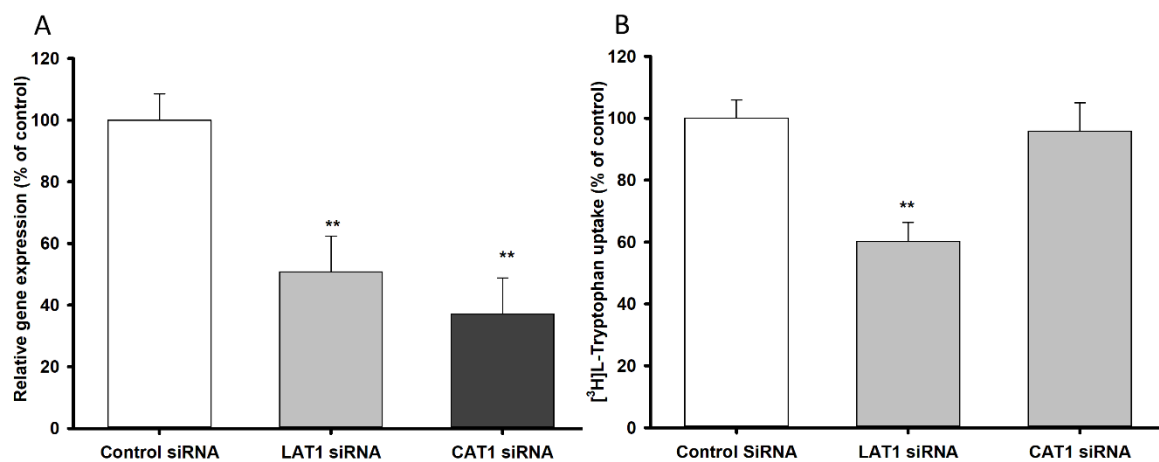 A
Relative gene expression (% of control)
120
100
80
60
40
20
0
**
**
Control siRNA
LAT1 siRNA
CAT1 siRNA
B
[³H]L-Tryptophan uptake (% of control)
120
100
80
60
40
20
0
**
Control SiRNA
LAT1 siRNA
CAT1 siRNA